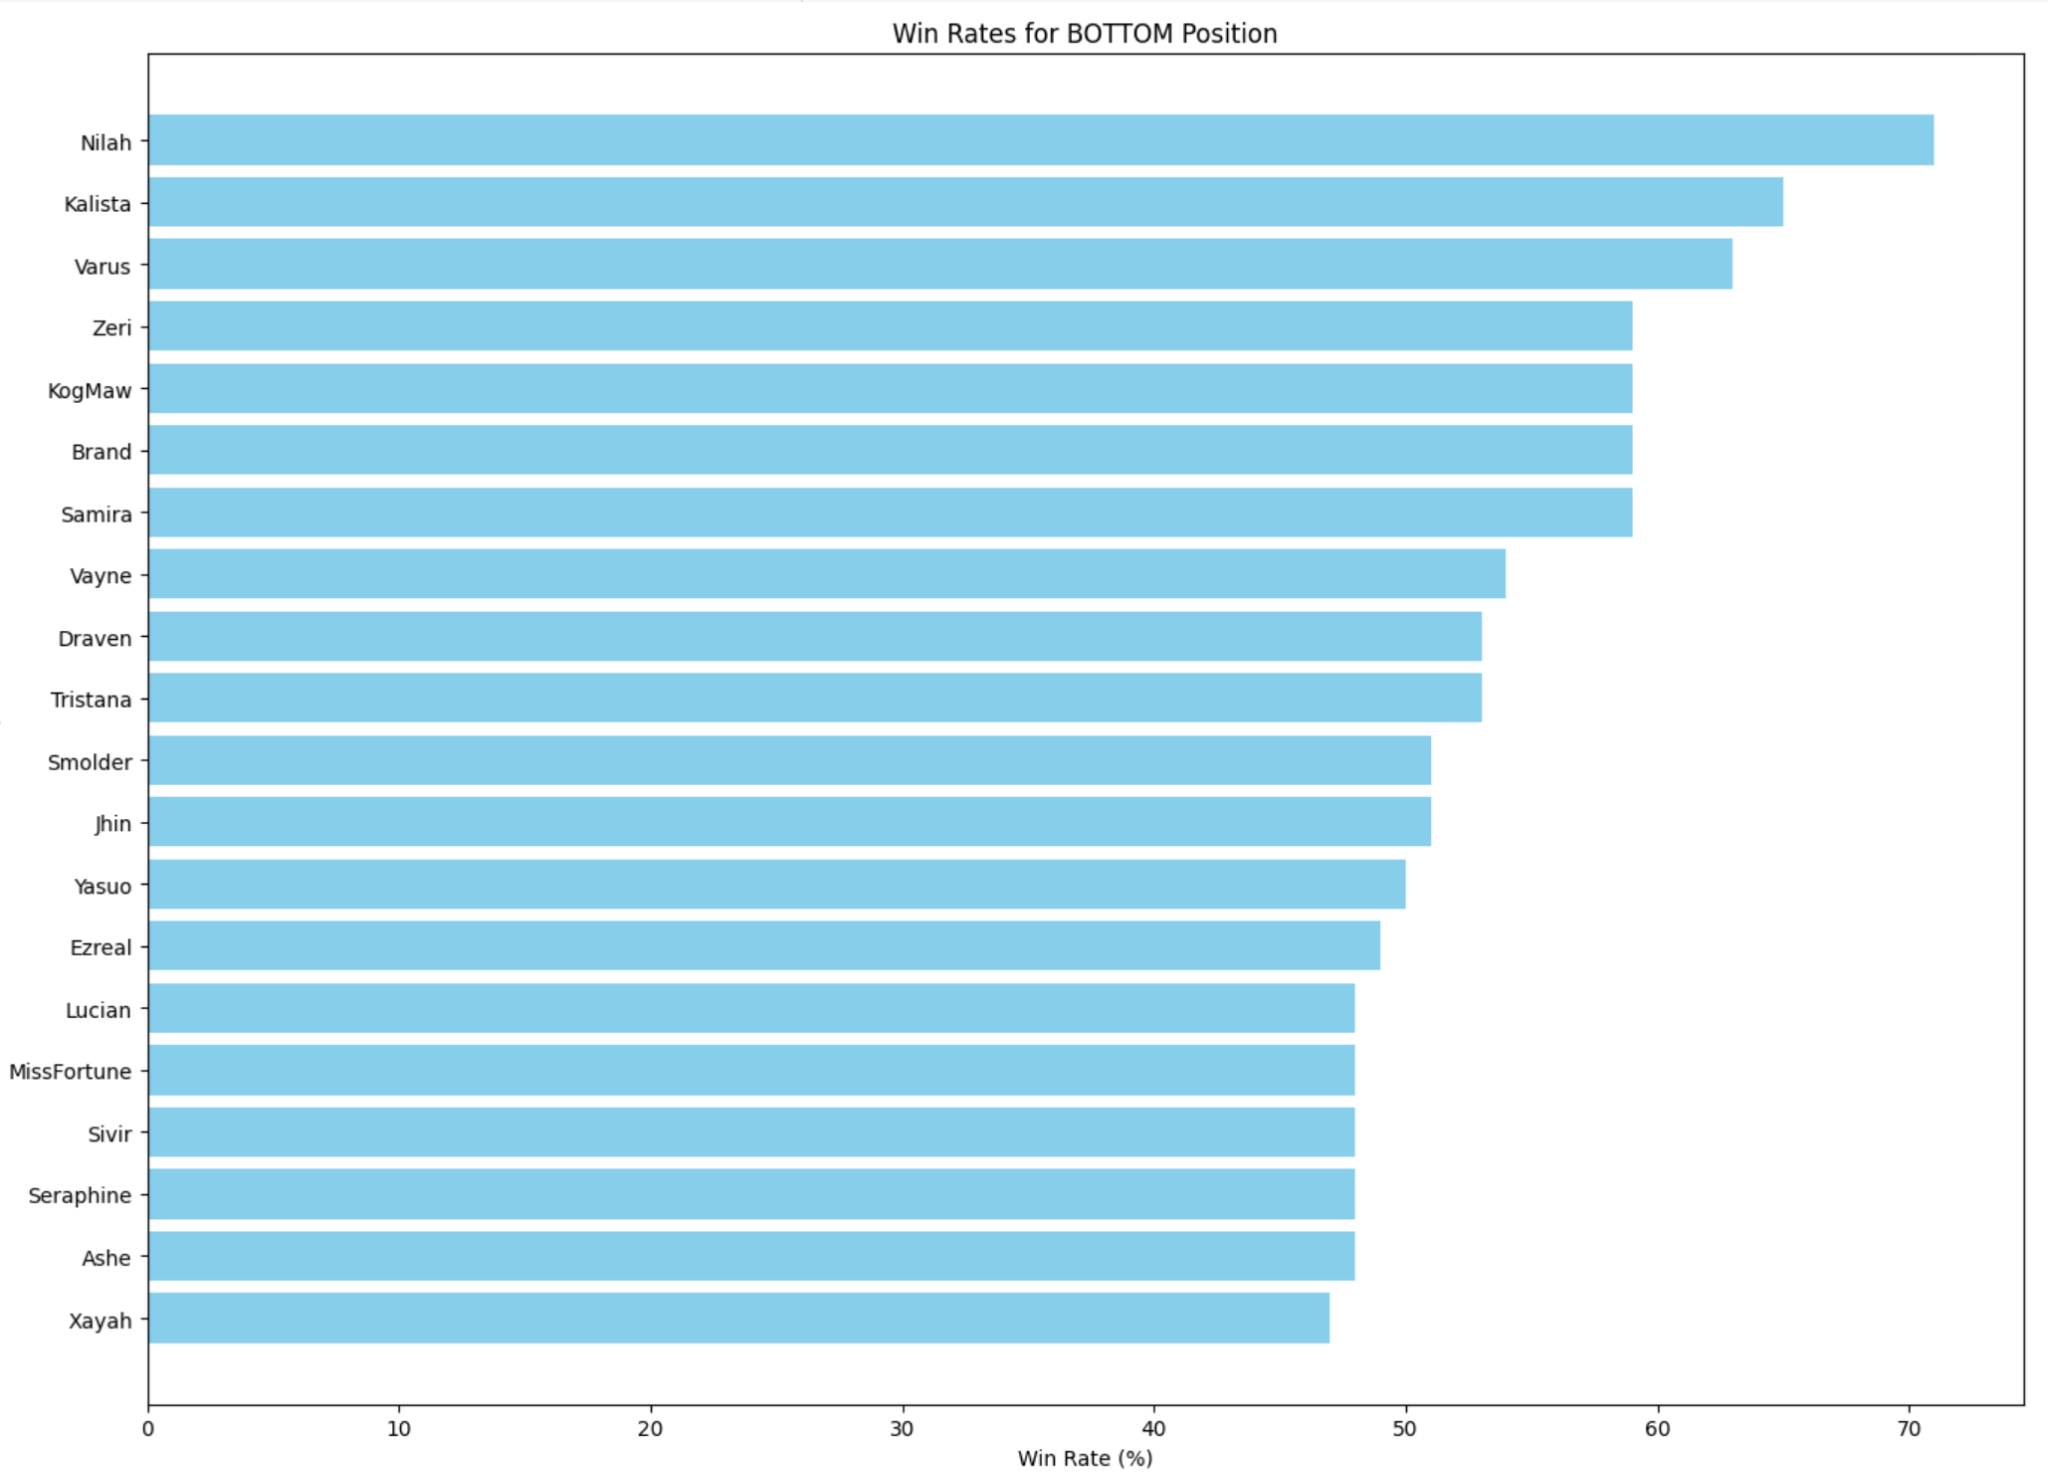 Win Rates for BOTTOM Position
Nilah
Kalista
Varus
Zeri
KogMaw
Brand
Samira
Vayne
Draven
Tristana
Smolder
Jhin
Yasuo
Ezreal
Lucian
MissFortune
Sivir
Seraphine
Ashe
Xayah
0 10 20 30 40 50 60 70
Win Rate (%)